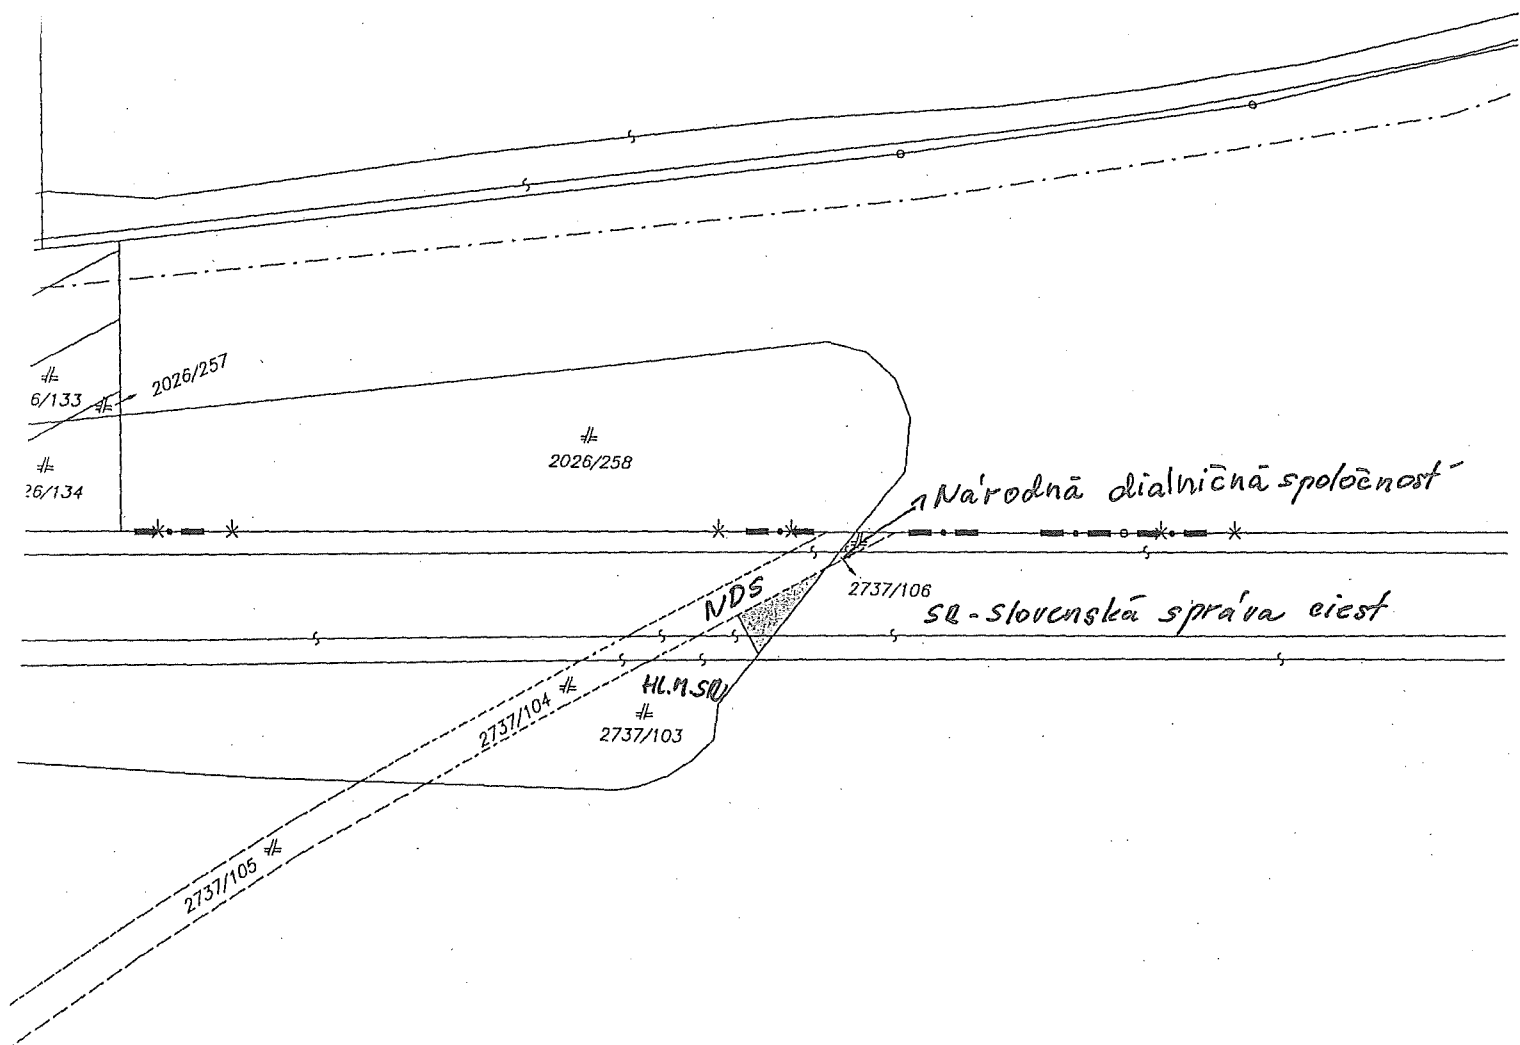 2026/257
6/133
2026/258
26/134
Národná dialničná spoločnosť
2737/106
NDS
SR-Slovenská správa ciest
HL.M.SR
2737/104
2737/103
2737/105